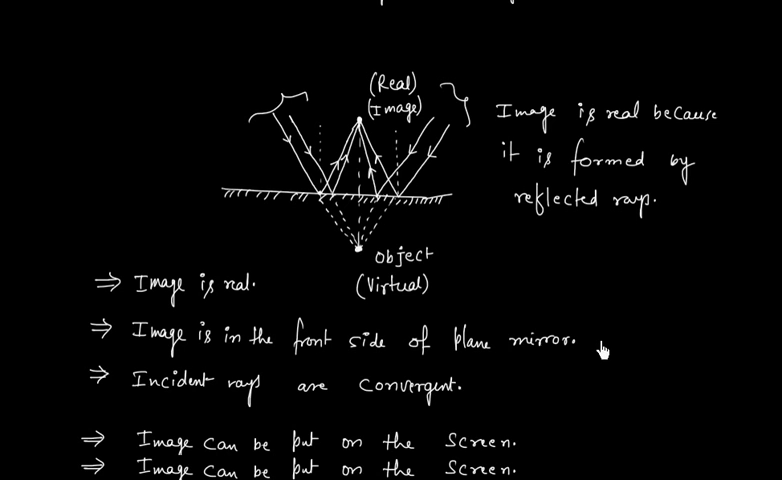 (Real)
(Image)
Image is real because
it is formed by
reflected rays.
object
(Virtual)
⇒ Image is real.
⇒ Image is in the front side of plane mirror.
⇒ Incident rays are convergent.
⇒ Image can be put on the screen.
⇒ Image can be put on the screen.